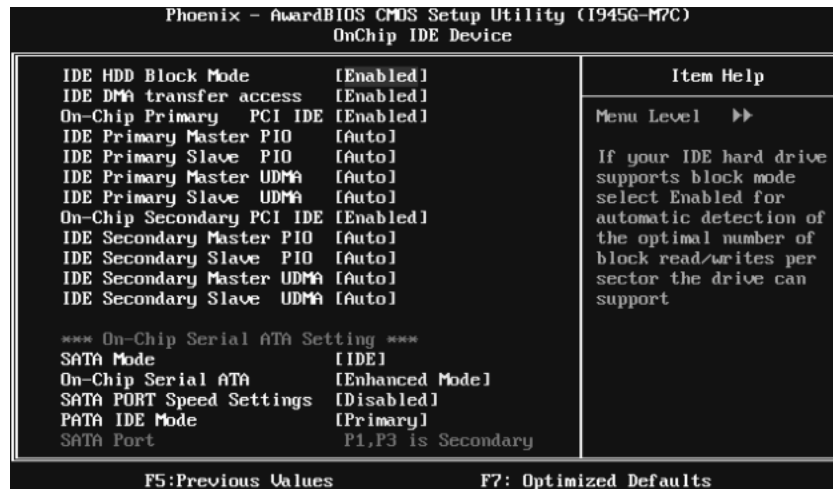 Phoenix - AwardBIOS CMOS Setup Utility (I945G-M7C)
OnChip IDE Device
IDE HDD Block Mode [Enabled]
IDE DMA transfer access [Enabled]
On-Chip Primary PCI IDE [Enabled]
IDE Primary Master PIO [Auto]
IDE Primary Slave PIO [Auto]
IDE Primary Master UDMA [Auto]
IDE Primary Slave UDMA [Auto]
On-Chip Secondary PCI IDE [Enabled]
IDE Secondary Master PIO [Auto]
IDE Secondary Slave PIO [Auto]
IDE Secondary Master UDMA [Auto]
IDE Secondary Slave UDMA [Auto]
*** On-Chip Serial ATA Setting ***
SATA Mode [IDE]
On-Chip Serial ATA [Enhanced Mode]
SATA PORT Speed Settings [Disabled]
PATA IDE Mode [Primary]
SATA Port P1,P3 is Secondary
Item Help
Menu Level
If your IDE hard drive
supports block mode
select Enabled for
automatic detection of
the optimal number of
block read/writes per
sector the drive can
support
F5:Previous Values F7: Optimized Defaults